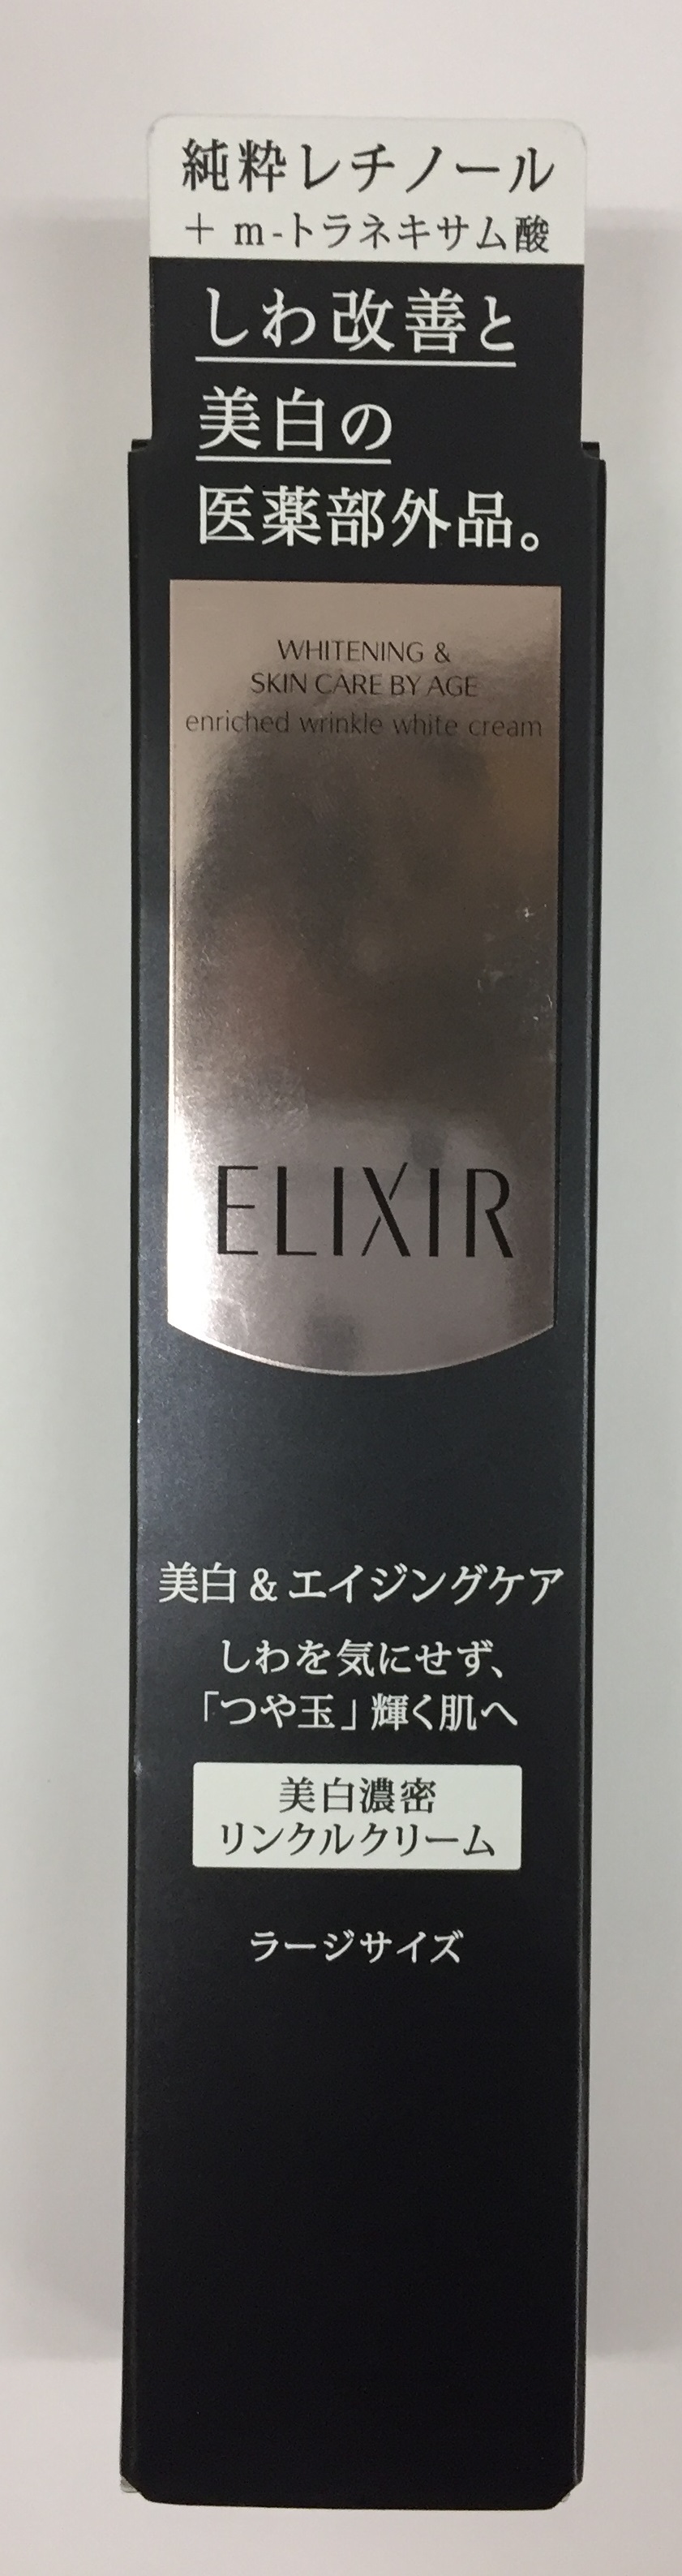 純粋レチノール
+ m-トラネキサム酸
しわ改善と
美白の
医薬部外品。
WHITENING &
SKIN CARE BY AGE
enriched wrinkle white cream
ELIXIR
美白 & エイジングケア
しわを気にせず、
「つや玉」輝く肌へ
美白濃密
リンクルクリーム
ラージサイズ